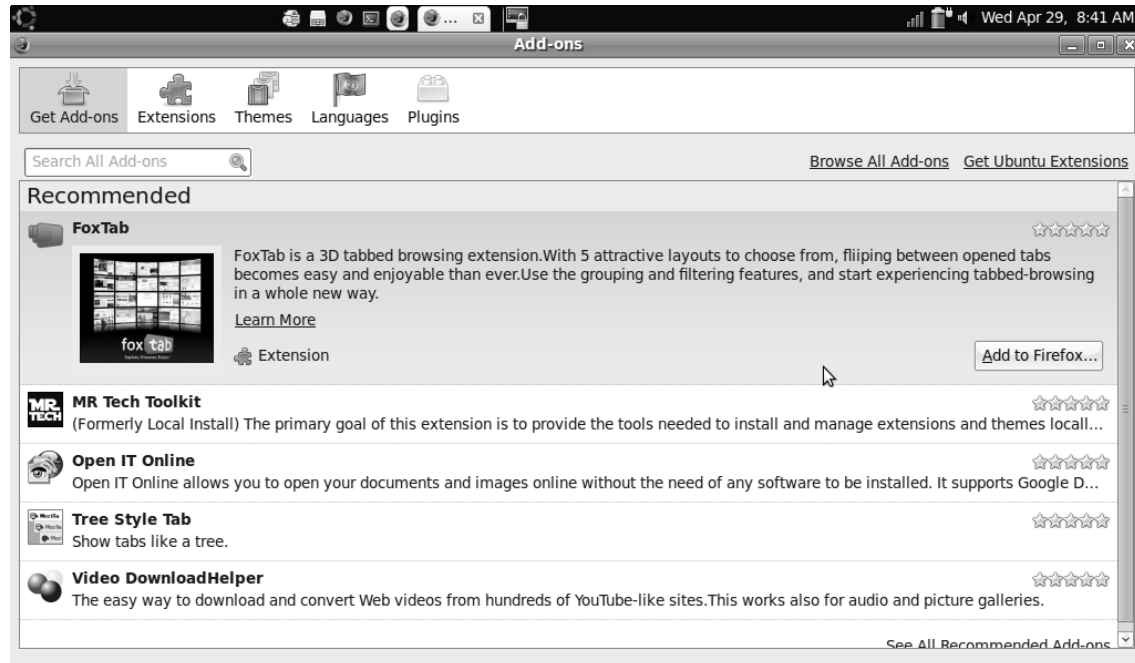 Wed Apr 29, 8:41 AM
Add-ons
Get Add-ons Extensions Themes Languages Plugins
Search All Add-ons
Browse All Add-ons Get Ubuntu Extensions
Recommended
FoxTab
FoxTab is a 3D tabbed browsing extension.With 5 attractive layouts to choose from, fliiping between opened tabs
becomes easy and enjoyable than ever.Use the grouping and filtering features, and start experiencing tabbed-browsing
in a whole new way.
Learn More
fox tab
Extension
Add to Firefox...
MR TECH
MR Tech Toolkit
(Formerly Local Install) The primary goal of this extension is to provide the tools needed to install and manage extensions and themes locall...
Open IT Online
Open IT Online allows you to open your documents and images online without the need of any software to be installed. It supports Google D...
Tree Style Tab
Show tabs like a tree.
Video DownloadHelper
The easy way to download and convert Web videos from hundreds of YouTube-like sites.This works also for audio and picture galleries.
See All Recommended Add-ons